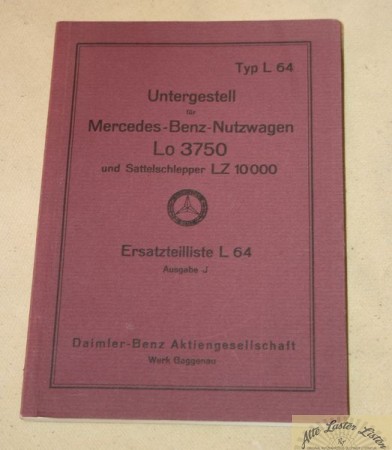 Typ L 64
Untergestell
für
Mercedes-Benz-Nutzwagen
Lo 3750
und Sattelschlepper LZ 10000
Ersatzteilliste L 64
Ausgabe J
Daimler-Benz Aktiengesellschaft
Werk Gaggenau
Alte Laster Listen